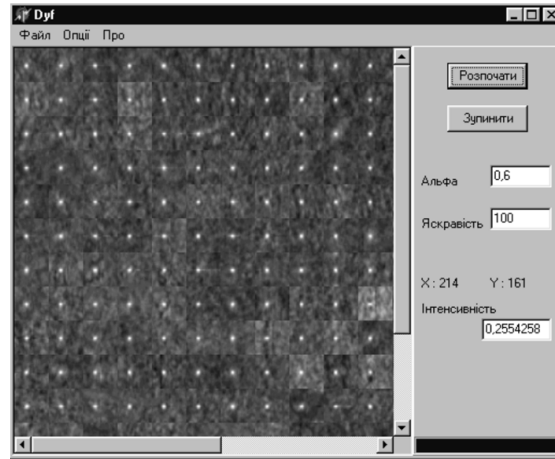 Dyf
Файл Опції Про
Розпочати
Зупинити
Альфа 0,6
Яскравість 100
X : 214 Y : 161
Інтенсивність
0,2554258